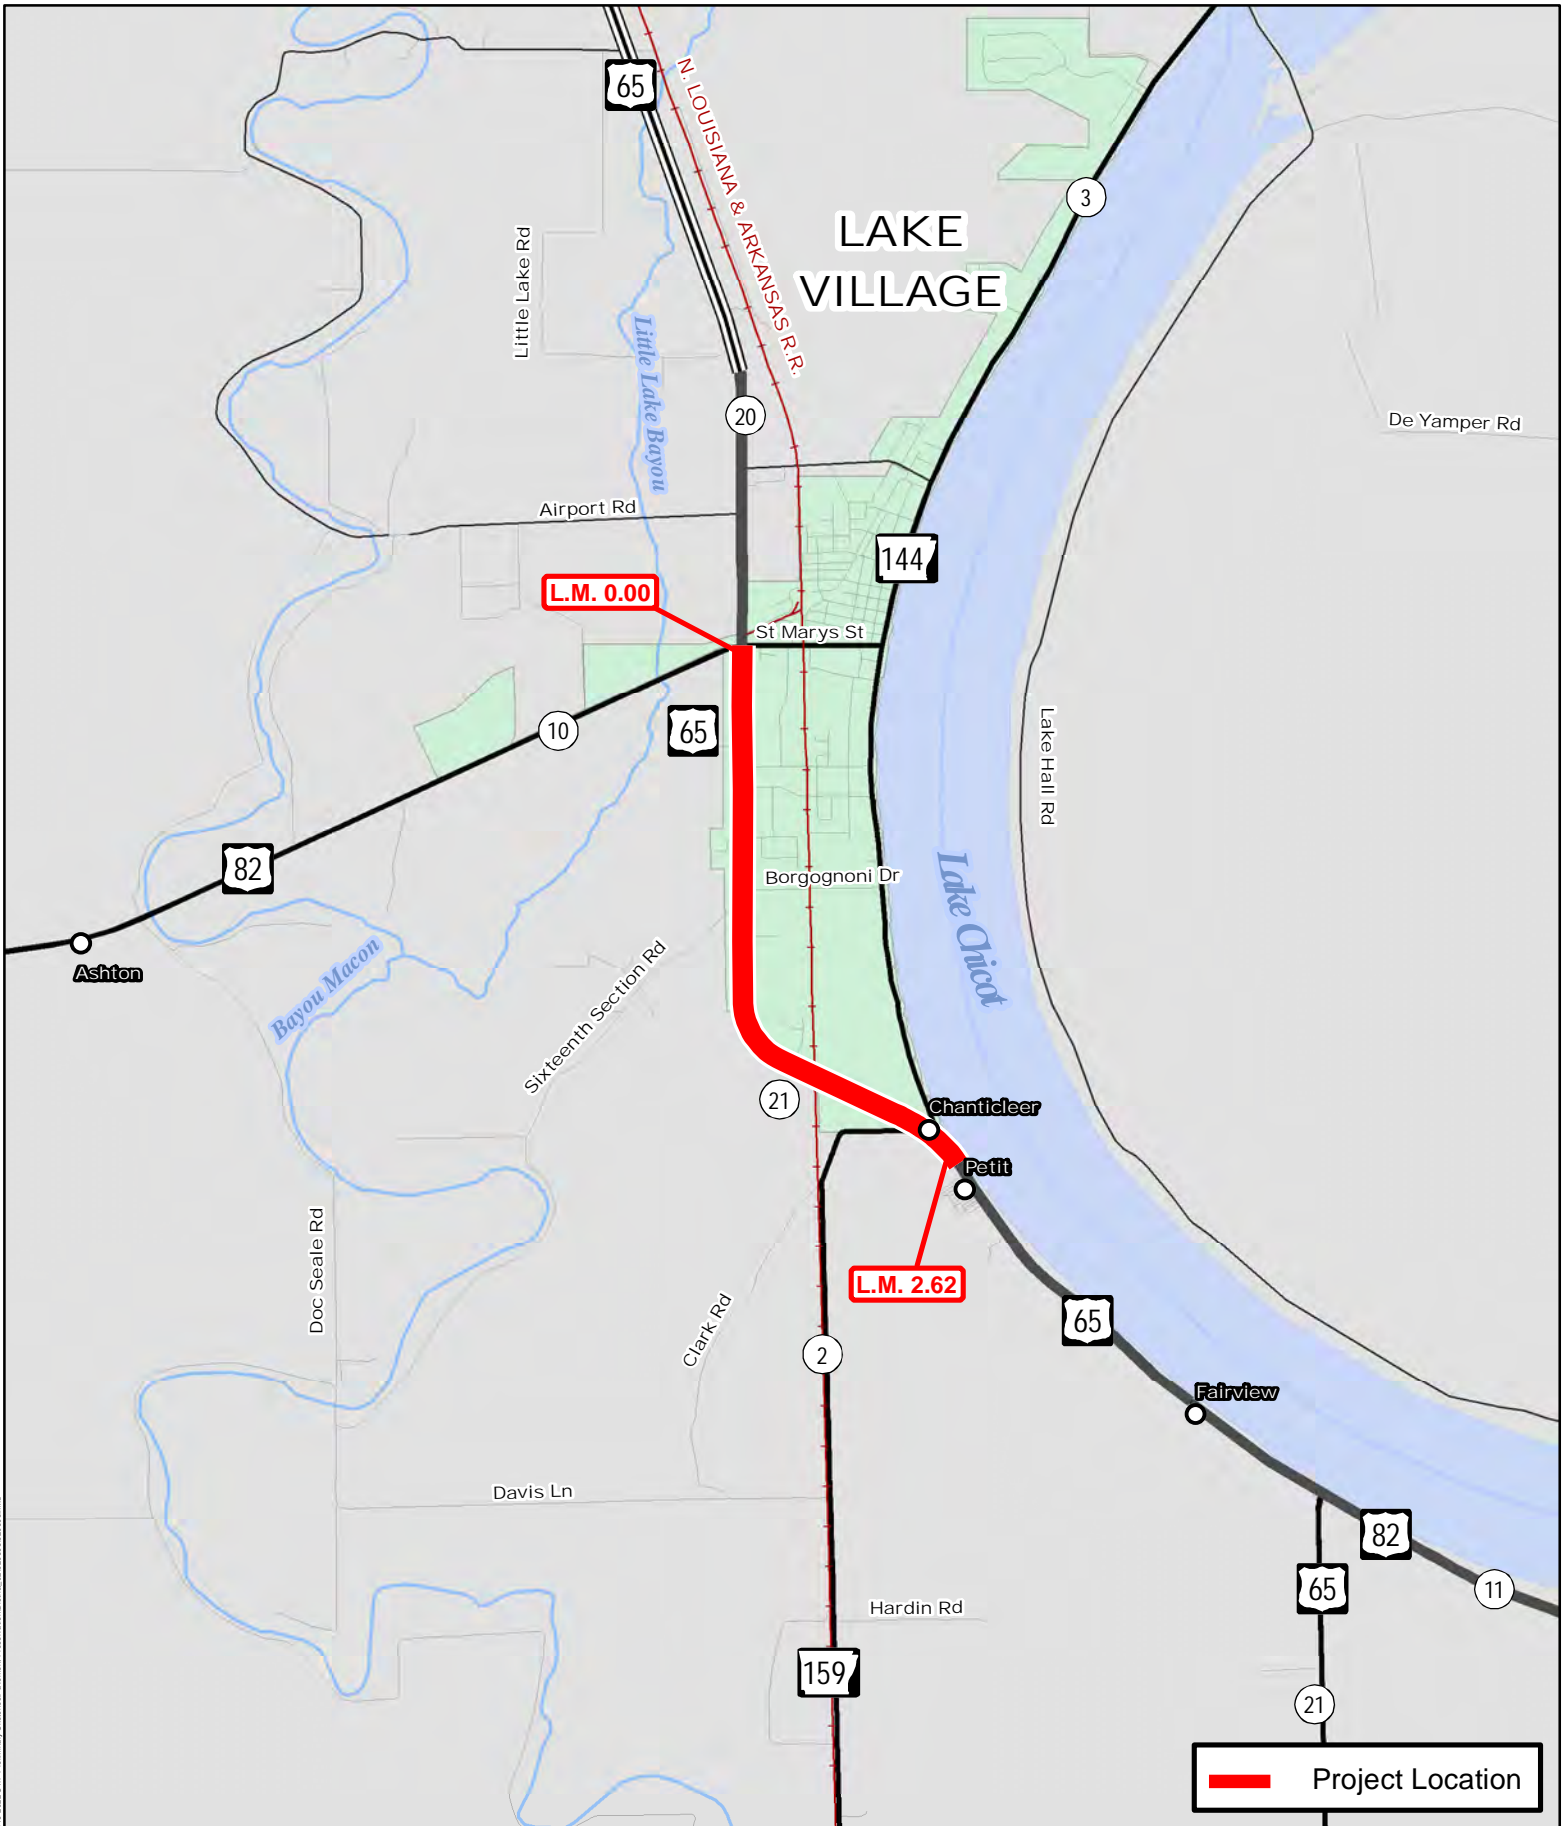 65
N. LOUISIANA & ARKANSAS R.R.
3
LAKE
VILLAGE
Little Lake Rd
Little Lake Bayou
20
De Yamper Rd
Airport Rd
144
L.M. 0.00
St Marys St
10
65
Lake Hall Rd
82
Borgognoni Dr
Lake Chicot
Ashton
Bayou Macon
Sixteenth Section Rd
21
Chanticleer
Petit
Doc Seale Rd
L.M. 2.62
Clark Rd
65
2
Fairview
Davis Ln
82
65
11
Hardin Rd
159
21
Project Location